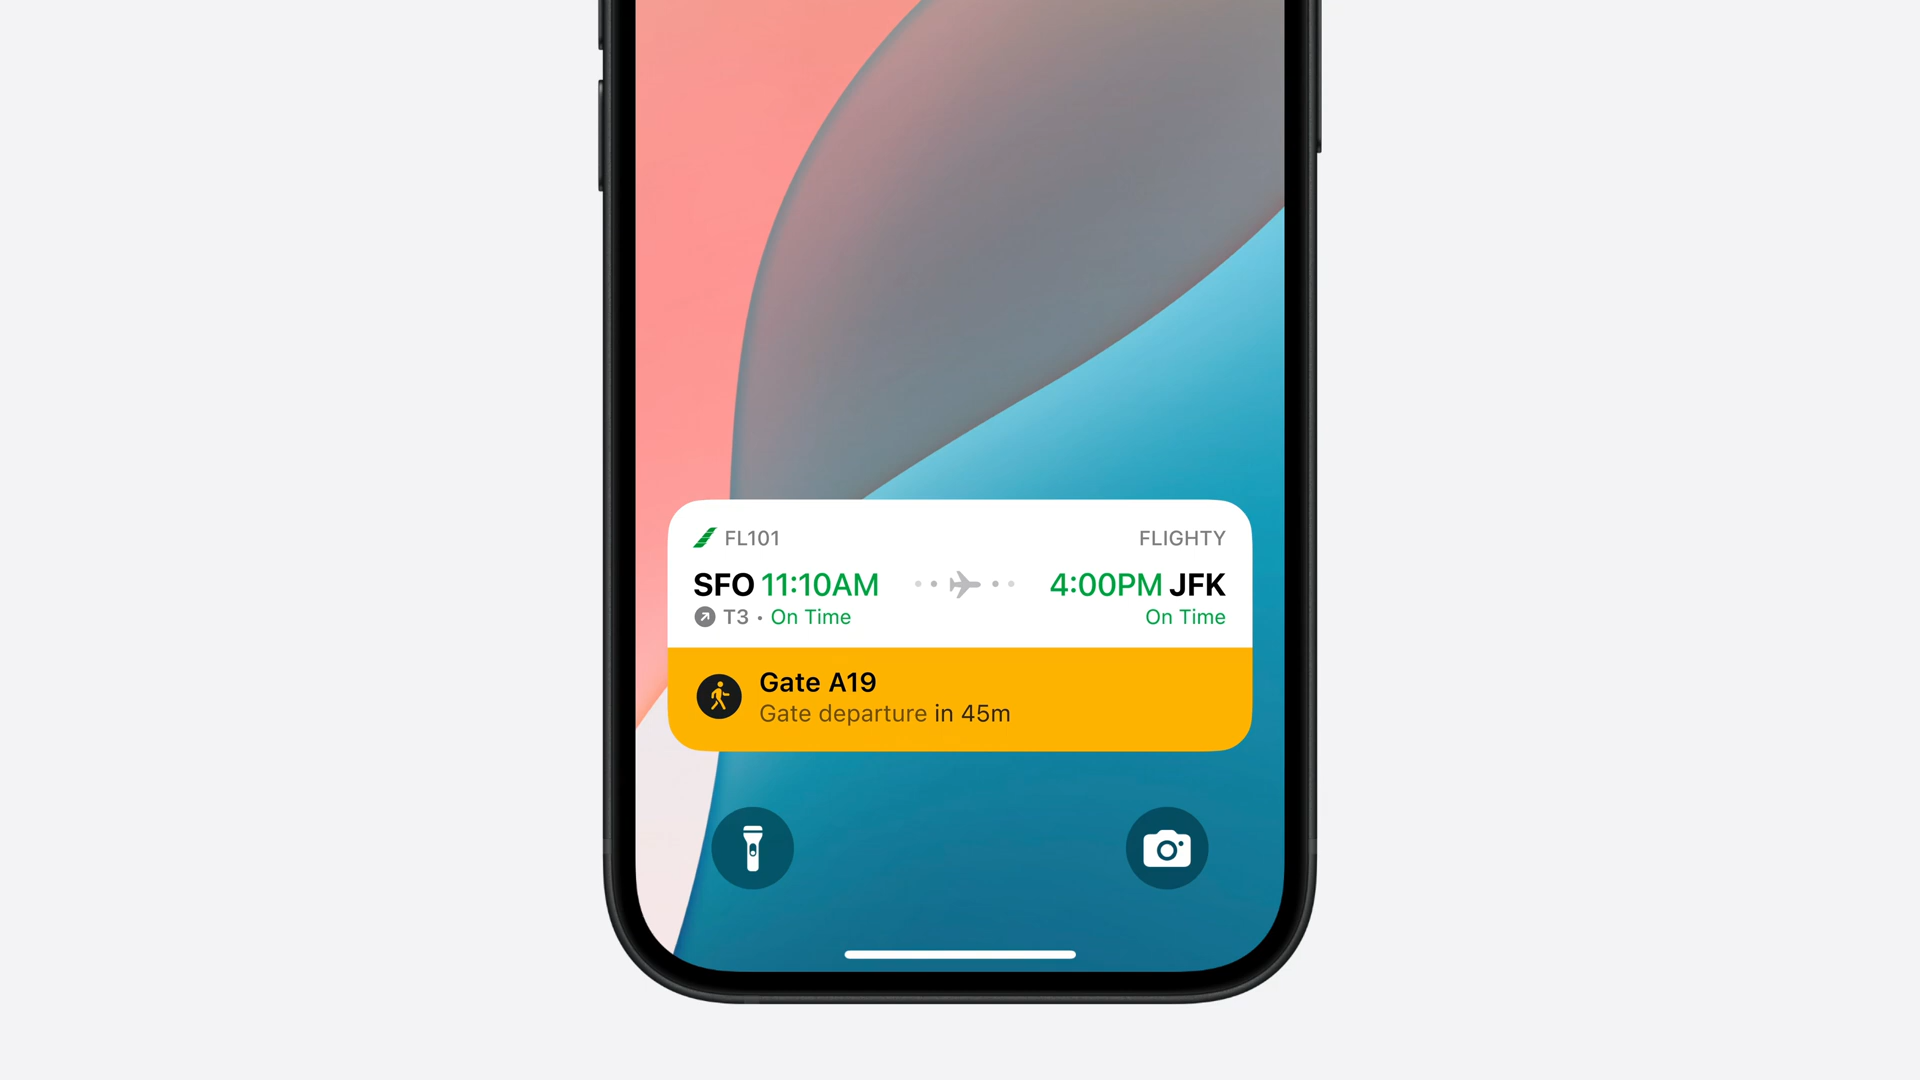 FL101 FLIGHTY
SFO 11:10AM 4:00PM JFK
T3 • On Time On Time
Gate A19
Gate departure in 45m